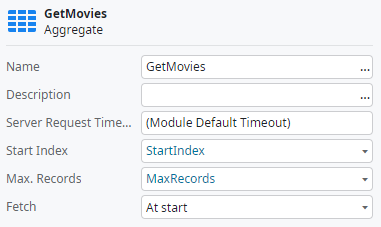 GetMovies
Aggregate
Name GetMovies ...
Description ...
Server Request Time... (Module Default Timeout)
Start Index StartIndex
Max. Records MaxRecords
Fetch At start